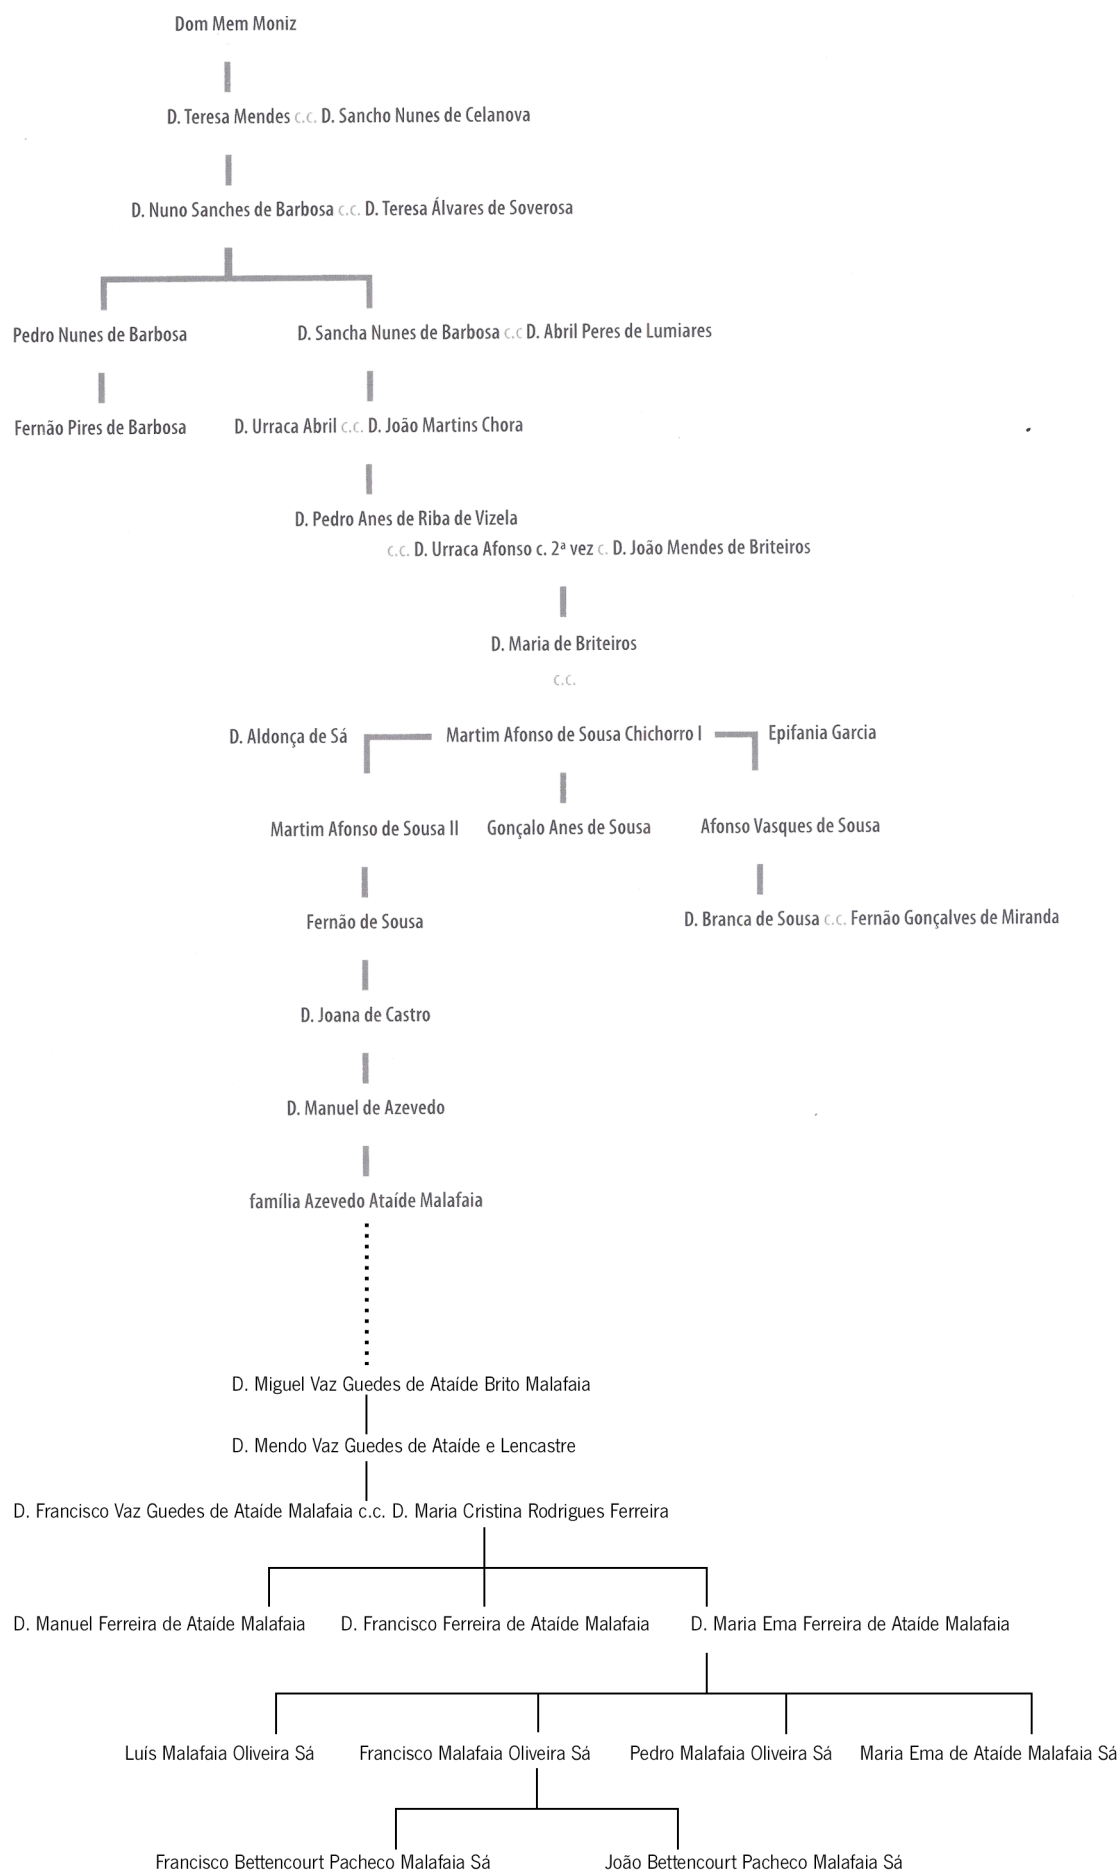 Dom Mem Moniz
D. Teresa Mendes c.c. D. Sancho Nunes de Celanova
D. Nuno Sanches de Barbosa c.c. D. Teresa Álvares de Soverosa
Pedro Nunes de Barbosa
D. Sancha Nunes de Barbosa c.c D. Abril Peres de Lumiares
Fernão Pires de Barbosa
D. Urraca Abril c.c. D. João Martins Chora
D. Pedro Anes de Riba de Vizela
c.c. D. Urraca Afonso c. 2ª vez c. D. João Mendes de Briteiros
D. Maria de Briteiros
c.c.
D. Aldonça de Sá
Martim Afonso de Sousa Chichorro I
Epifania Garcia
Martim Afonso de Sousa II
Gonçalo Anes de Sousa
Afonso Vasques de Sousa
Fernão de Sousa
D. Branca de Sousa c.c. Fernão Gonçalves de Miranda
D. Joana de Castro
D. Manuel de Azevedo
família Azevedo Ataíde Malafaia
D. Miguel Vaz Guedes de Ataíde Brito Malafaia
D. Mendo Vaz Guedes de Ataíde e Lencastre
D. Francisco Vaz Guedes de Ataíde Malafaia c.c. D. Maria Cristina Rodrigues Ferreira
D. Manuel Ferreira de Ataíde Malafaia
D. Francisco Ferreira de Ataíde Malafaia
D. Maria Ema Ferreira de Ataíde Malafaia
Luís Malafaia Oliveira Sá
Francisco Malafaia Oliveira Sá
Pedro Malafaia Oliveira Sá
Maria Ema de Ataíde Malafaia Sá
Francisco Bettencourt Pacheco Malafaia Sá
João Bettencourt Pacheco Malafaia Sá